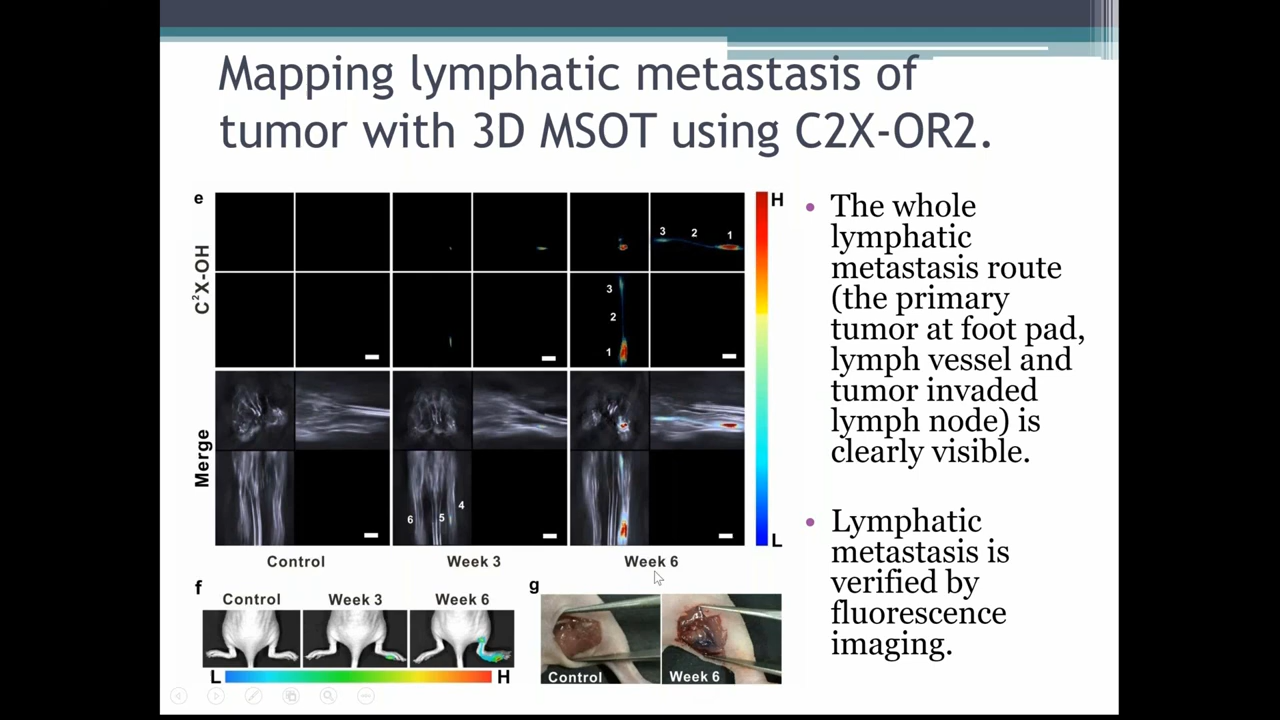 Mapping lymphatic metastasis of
tumor with 3D MSOT using C2X-OR2.
e
C²X-OH
3 2 1
3
2
1
H
L
Merge
6 5 4
Control Week 3 Week 6
f
Control Week 3 Week 6
L H
g
Control Week 6
• The whole
lymphatic
metastasis route
(the primary
tumor at foot pad,
lymph vessel and
tumor invaded
lymph node) is
clearly visible.
• Lymphatic
metastasis is
verified by
fluorescence
imaging.